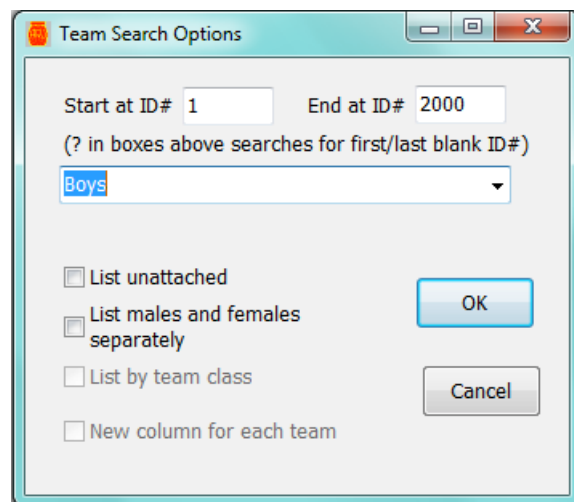 Team Search Options
Start at ID# 1 End at ID# 2000
(? in boxes above searches for first/last blank ID#)
Boys
List unattached
List males and females
separately
OK
List by team class
Cancel
New column for each team